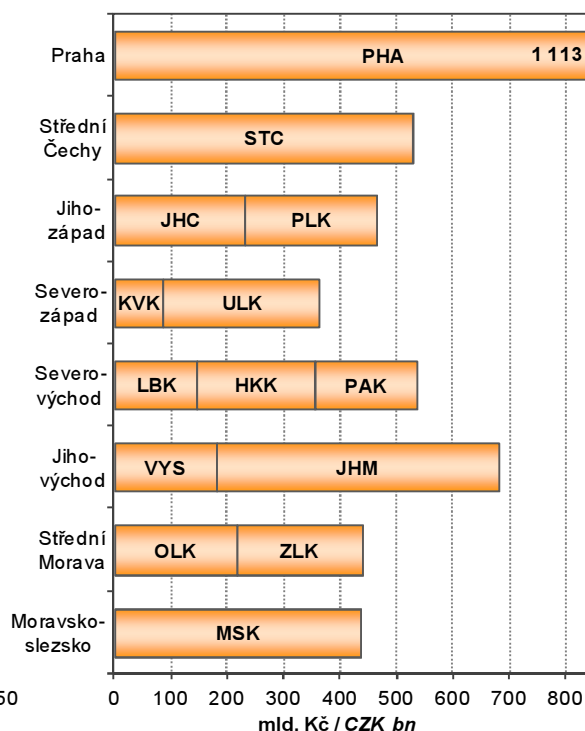 Praha
PHA
1 113
Střední
Čechy
STC
Jiho-
západ
JHC
PLK
Severo-
západ
KVK
ULK
Severo-
východ
LBK
HKK
PAK
Jiho-
východ
VYS
JHM
Střední
Morava
OLK
ZLK
Moravsko-
slezsko
MSK
50
0 100 200 300 400 500 600 700 800
mld. Kč / CZK bn